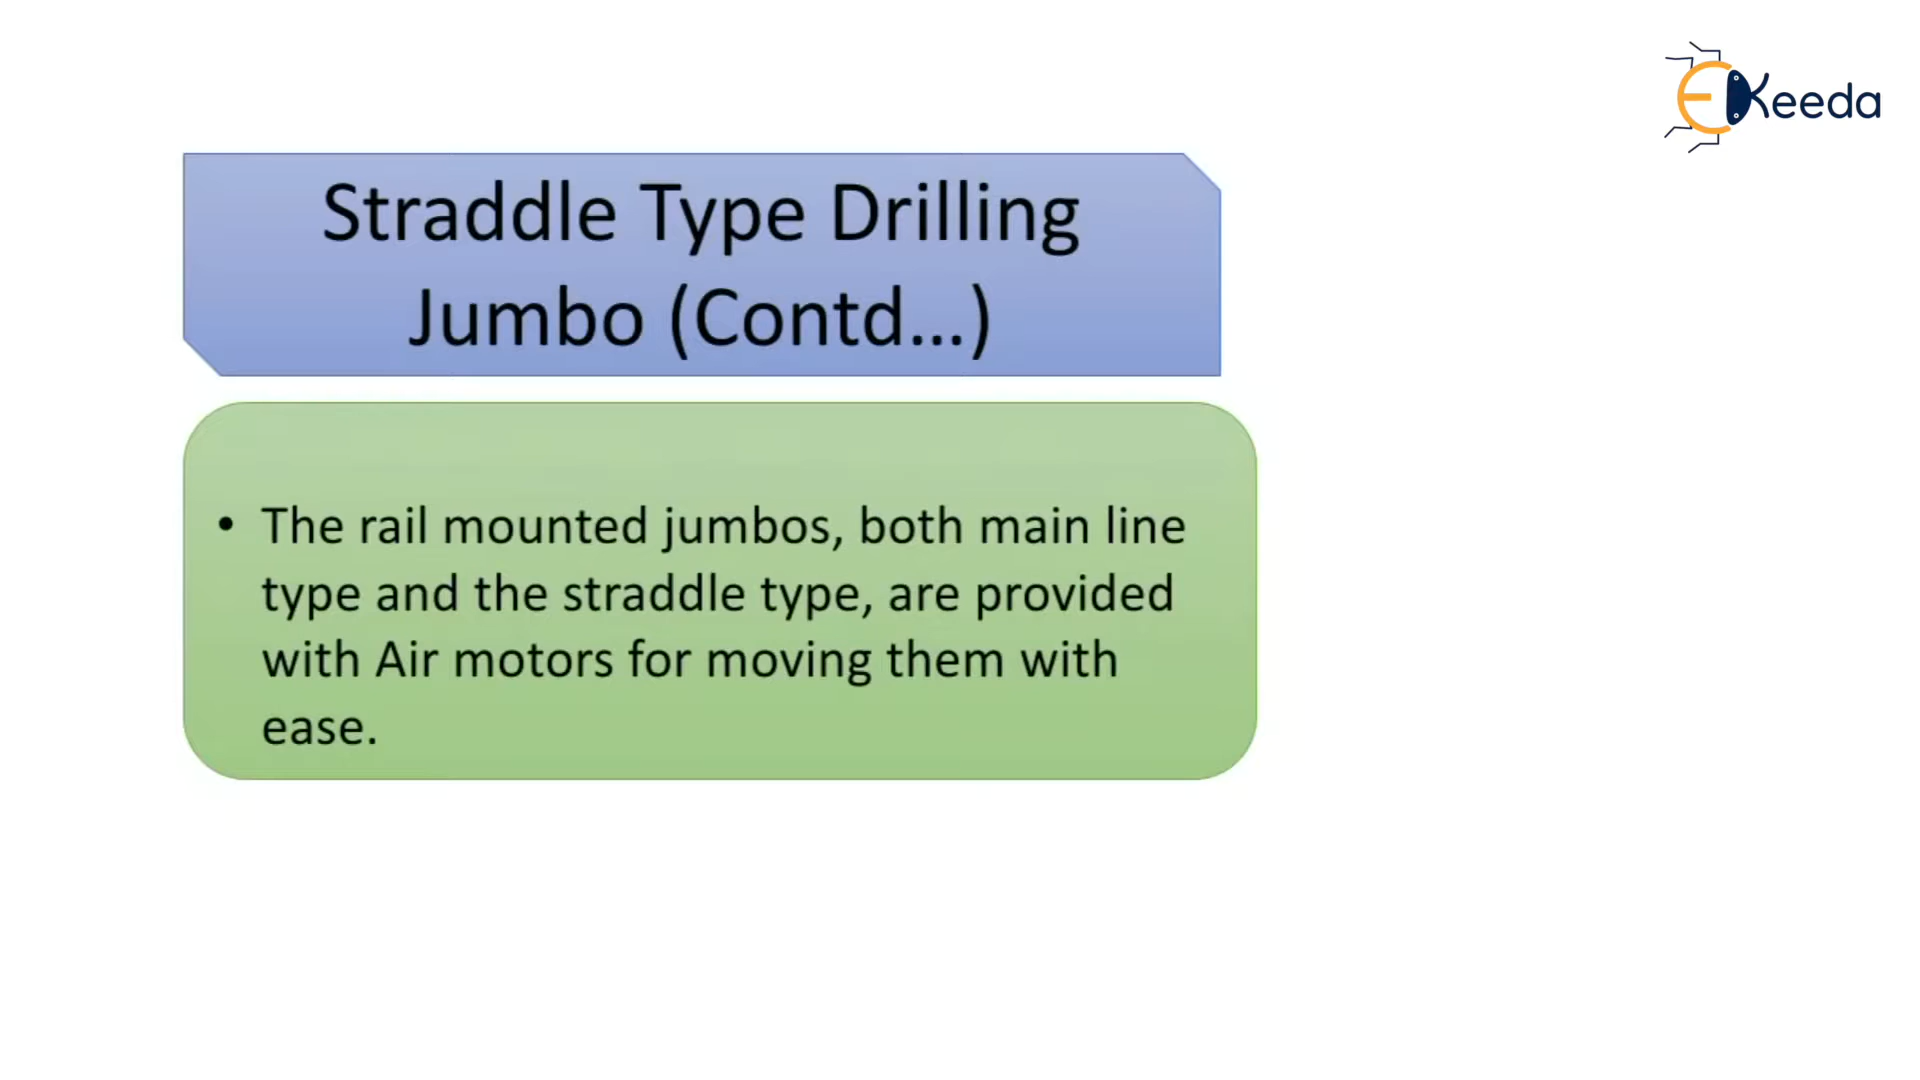 EKeeda
Straddle Type Drilling
Jumbo (Contd...)
• The rail mounted jumbos, both main line
type and the straddle type, are provided
with Air motors for moving them with
ease.